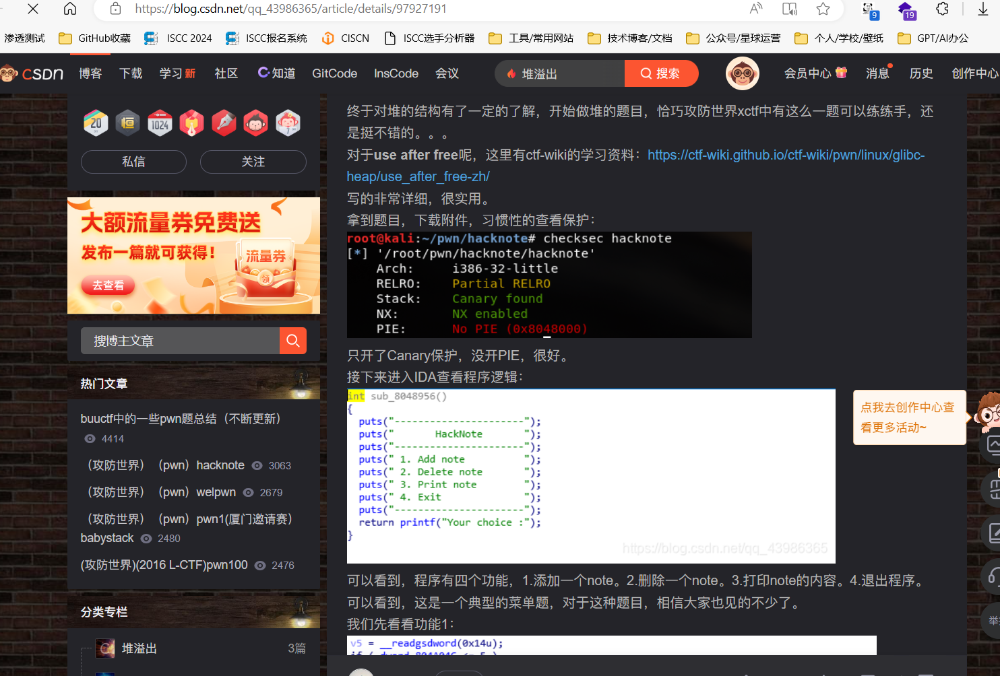 https://blog.csdn.net/qq_43986365/article/details/97927191
9
19
渗透测试 GitHub收藏 ISCC 2024 ISCC报名系统 CISCN ISCC选手分析器 工具/常用网站 技术博客/文档 公众号/星球运营 个人/学校/壁纸 GPT/AI办公
CSDN 博客 下载 学习 新 社区 C知道 GitCode InsCode 会议 堆溢出 搜索 会员中心 消息 历史 创作中心
20
1024
7
私信 关注
大额流量券免费送
发布一篇就可获得!
流量券
领
去查看
搜博主文章
热门文章
buuctf中的一些pwn题总结（不断更新）
4414
（攻防世界）（pwn）hacknote 3063
（攻防世界）（pwn）welpwn 2679
（攻防世界）（pwn）pwn1(厦门邀请赛）
babystack 2480
(攻防世界)(2016 L-CTF)pwn100 2476
分类专栏
堆溢出 3篇
终于对堆的结构有了一定的了解，开始做堆的题目，恰巧攻防世界xctf中有这么一题可以练练手，还
是挺不错的。。。
对于use after free呢，这里有ctf-wiki的学习资料：https://ctf-wiki.github.io/ctf-wiki/pwn/linux/glibc-
heap/use_after_free-zh/
写的非常详细，很实用。
拿到题目，下载附件，习惯性的查看保护：
root@kali:~/pwn/hacknote# checksec hacknote
[*] '/root/pwn/hacknote/hacknote'
Arch: i386-32-little
RELRO: Partial RELRO
Stack: Canary found
NX: NX enabled
PIE: No PIE (0x8048000)
只开了Canary保护，没开PIE，很好。
接下来进入IDA查看程序逻辑：
int sub_8048956()
{
puts("----------------------");
puts("       HackNote       ");
puts("----------------------");
puts(" 1. Add note          ");
puts(" 2. Delete note       ");
puts(" 3. Print note        ");
puts(" 4. Exit              ");
puts("----------------------");
return printf("Your choice :");
}
https://blog.csdn.net/qq_43986365
可以看到，程序有四个功能，1.添加一个note。2.删除一个note。3.打印note的内容。4.退出程序。
可以看到，这是一个典型的菜单题，对于这种题目，相信大家也见的不少了。
我们先看看功能1：
v5 = __readgsdword(0x14u);
点我去创作中心查
看更多活动~